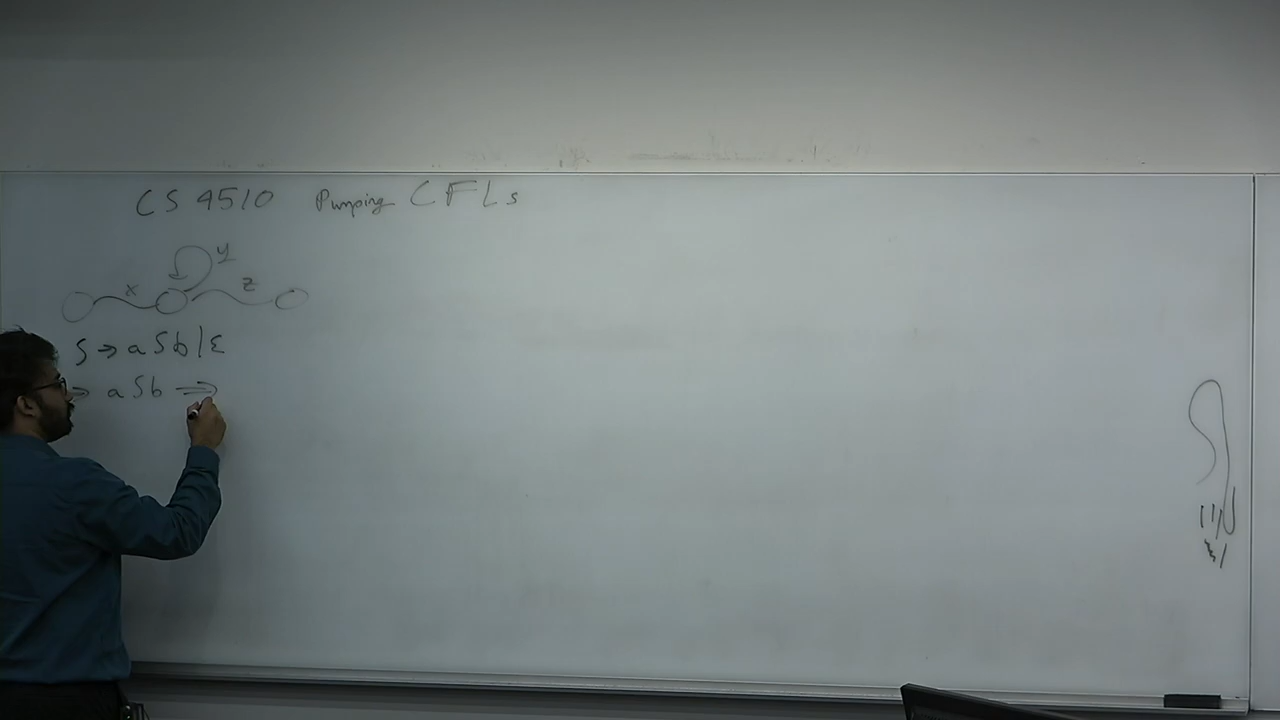 CS 4510 Pumping CFLs
y
x z
S → aSb|ε
⇒ aSb ⇒